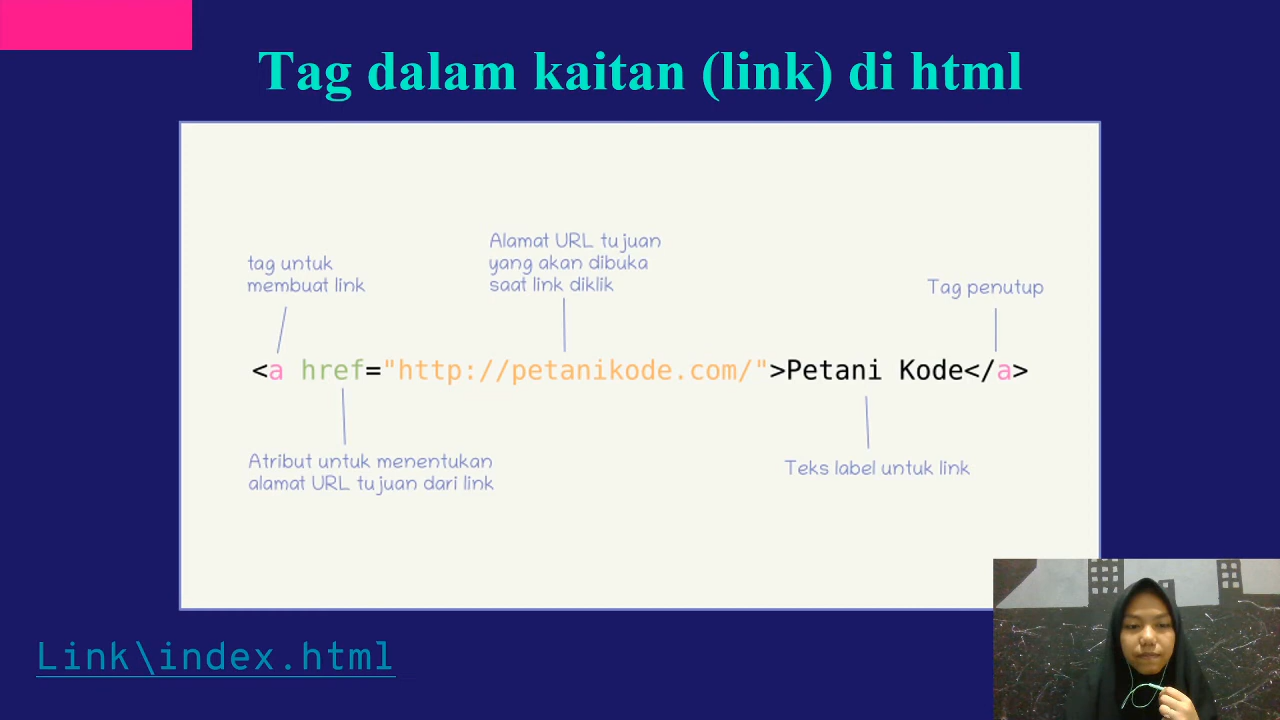 Tag dalam kaitan (link) di html
tag untuk
membuat link
Alamat URL tujuan
yang akan dibuka
saat link diklik
Tag penutup
<a href="http://petanikode.com/">Petani Kode</a>
Atribut untuk menentukan
alamat URL tujuan dari link
Teks label untuk link
Link\index.html